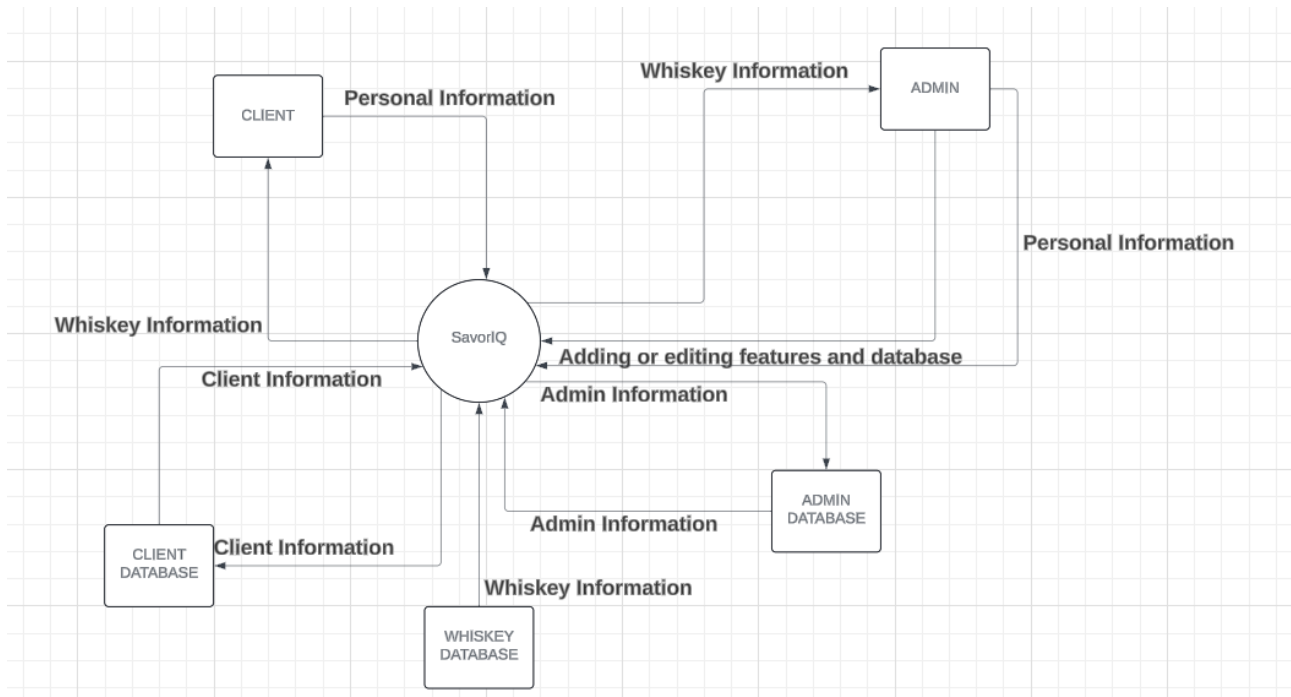 Whiskey Information
ADMIN
CLIENT
Personal Information
Personal Information
Whiskey Information
SavorIQ
Adding or editing features and database
Client Information
Admin Information
ADMIN
DATABASE
Admin Information
Client Information
CLIENT
DATABASE
Whiskey Information
WHISKEY
DATABASE